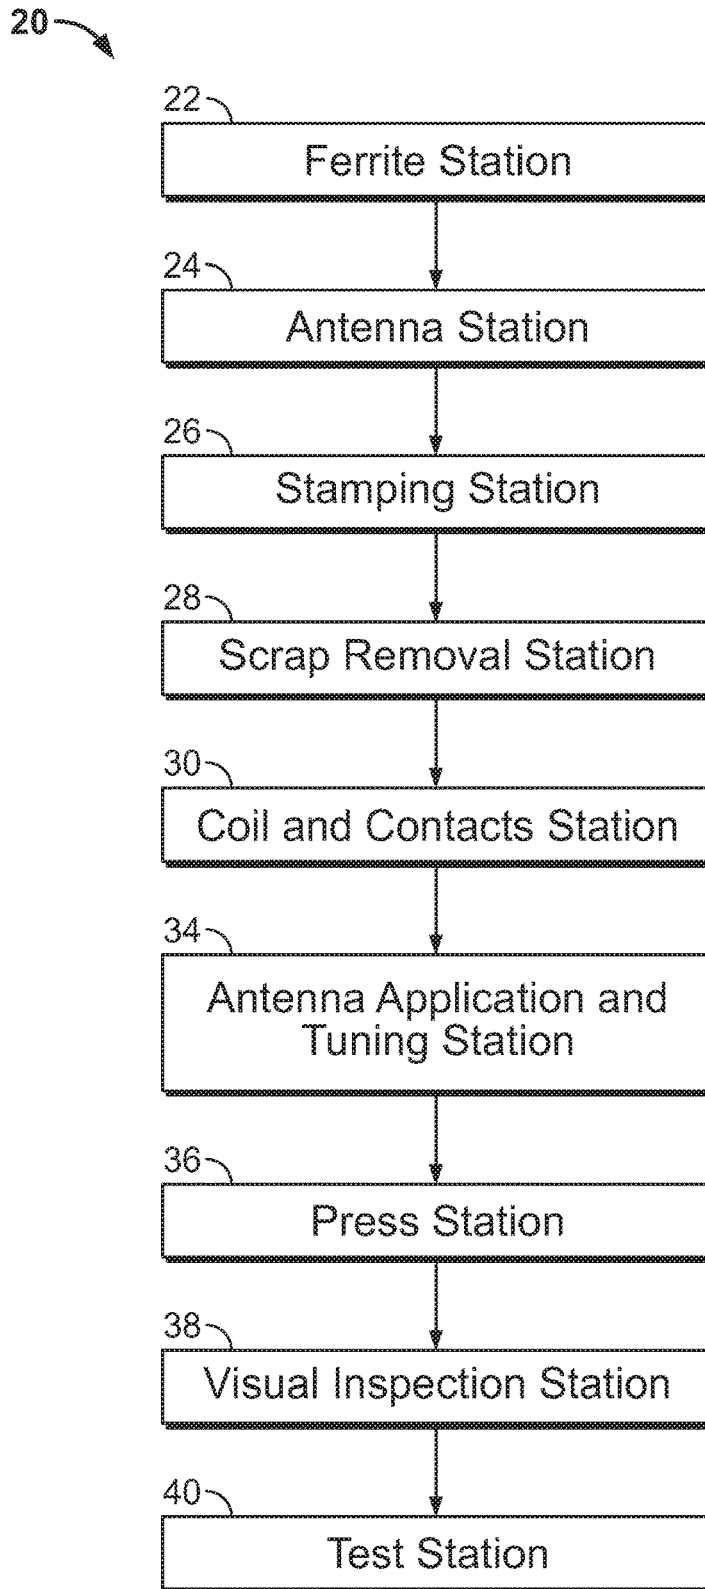 20
22
Ferrite Station
24
Antenna Station
26
Stamping Station
28
Scrap Removal Station
30
Coil and Contacts Station
34
Antenna Application and
Tuning Station
36
Press Station
38
Visual Inspection Station
40
Test Station